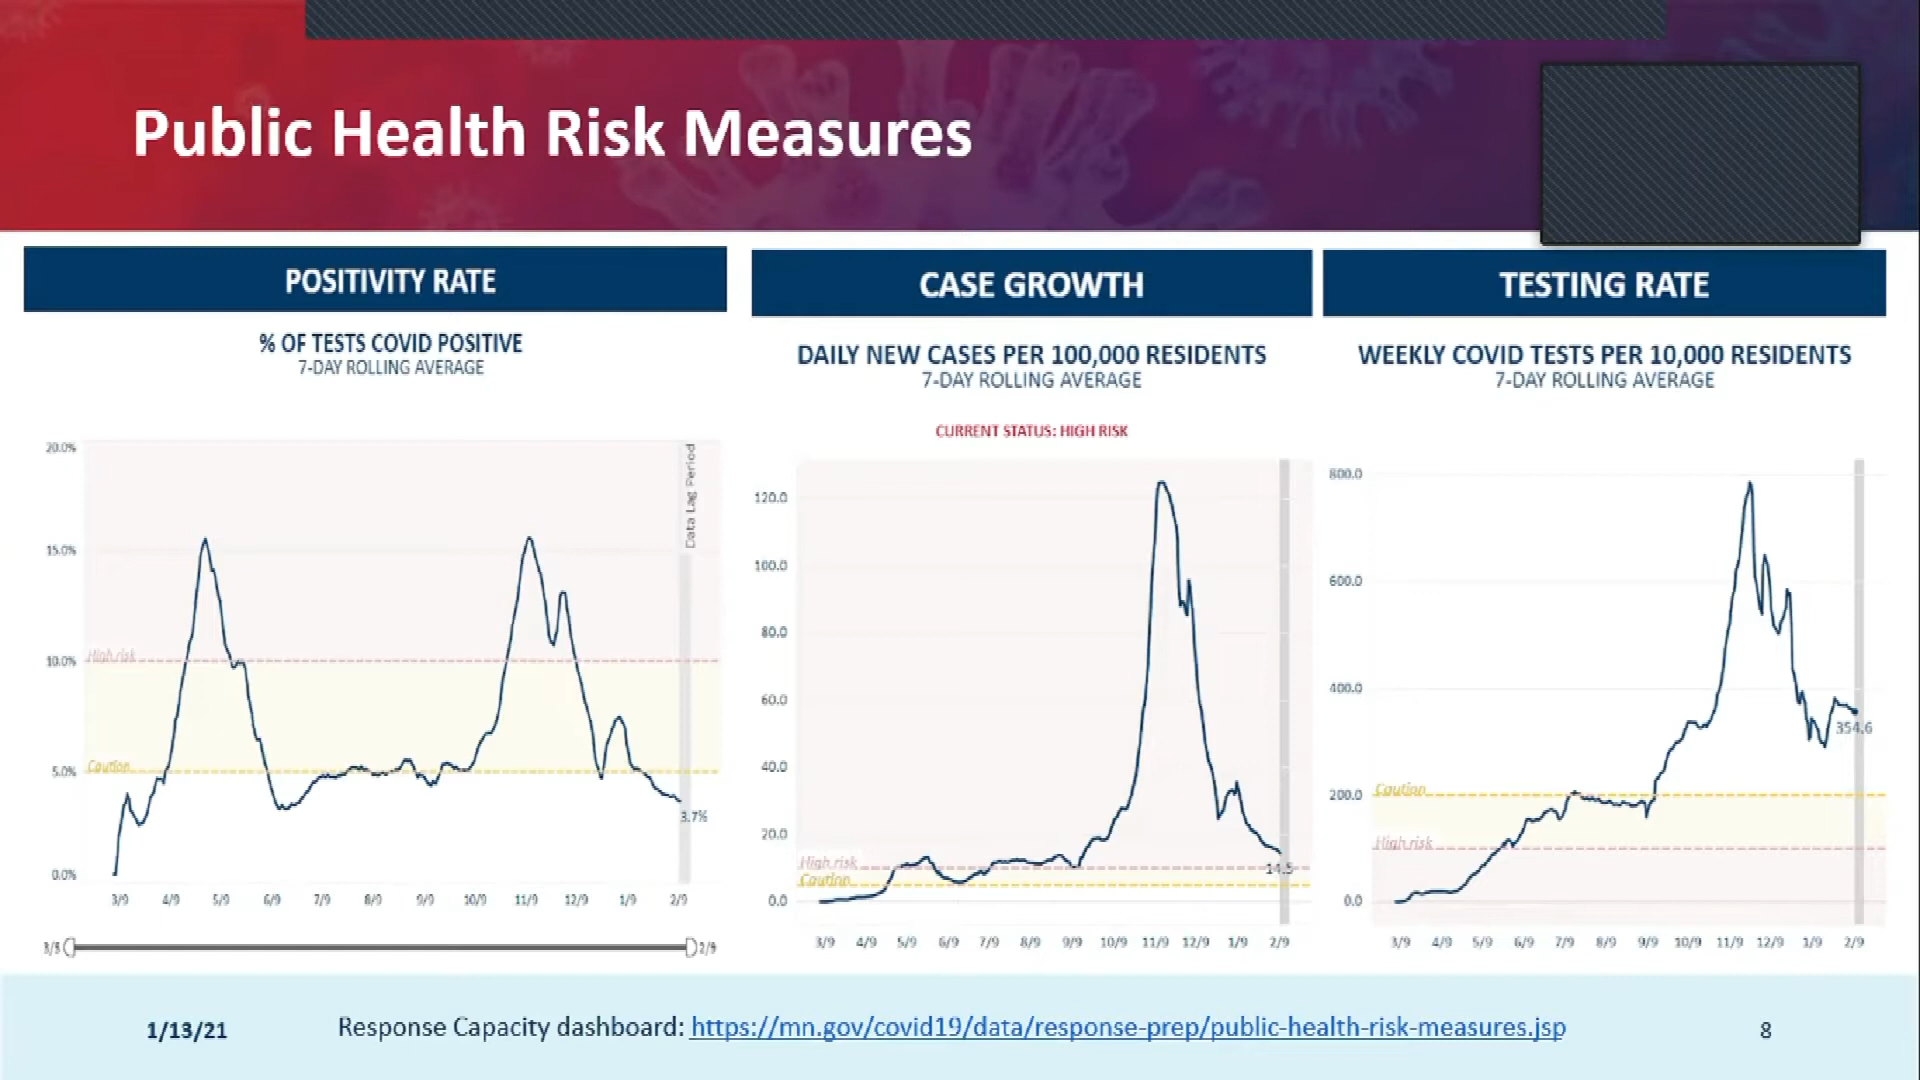 Public Health Risk Measures
POSITIVITY RATE
% OF TESTS COVID POSITIVE
7-DAY ROLLING AVERAGE
20.0%
15.0%
10.0%
5.0%
0.0%
High risk
Caution
Data Lag Period
3.7%
3/9 4/9 5/9 6/9 7/9 8/9 9/9 10/9 11/9 12/9 1/9 2/9
2/9
CASE GROWTH
DAILY NEW CASES PER 100,000 RESIDENTS
7-DAY ROLLING AVERAGE
CURRENT STATUS: HIGH RISK
120.0
100.0
80.0
60.0
40.0
20.0
0.0
High risk
Caution
14.5
3/9 4/9 5/9 6/9 7/9 8/9 9/9 10/9 11/9 12/9 1/9 2/9
TESTING RATE
WEEKLY COVID TESTS PER 10,000 RESIDENTS
7-DAY ROLLING AVERAGE
800.0
600.0
400.0
200.0
0.0
Caution
High risk
354.6
3/9 4/9 5/9 6/9 7/9 8/9 9/9 10/9 11/9 12/9 1/9 2/9
1/13/21
Response Capacity dashboard: https://mn.gov/covid19/data/response-prep/public-health-risk-measures.jsp
8